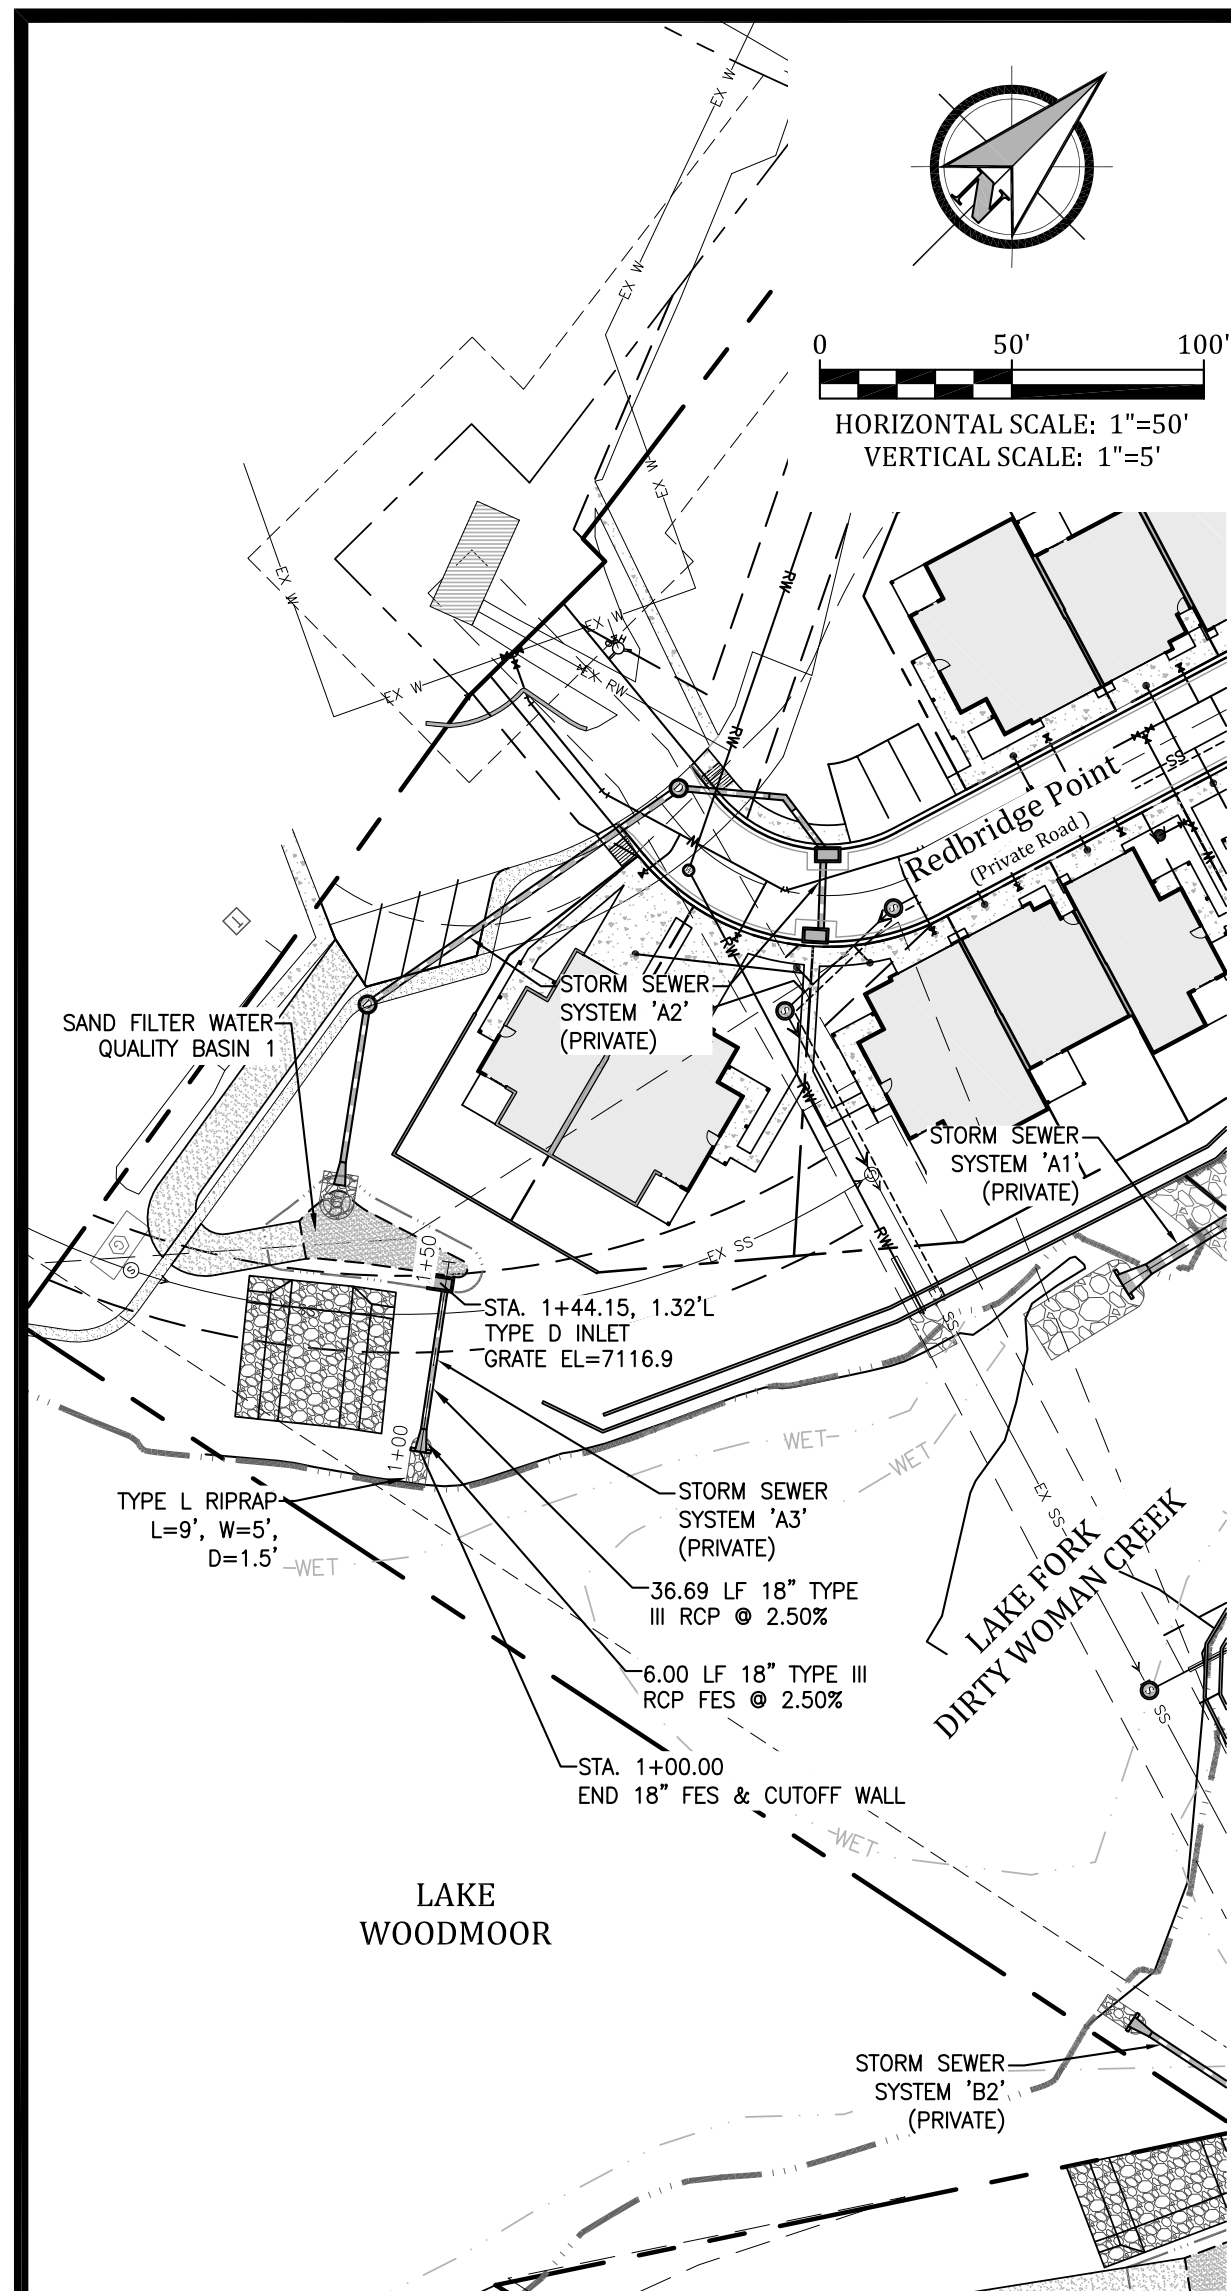 EX W
N
0 50' 100'
HORIZONTAL SCALE: 1"=50'
VERTICAL SCALE: 1"=5'
EX W
EX W
EX W
RW
EX W
EX W
EX RW
RW
SS
Redbridge Point
(Private Road)
W
1
RW
STORM SEWER
SYSTEM 'A2'
(PRIVATE)
SAND FILTER WATER
QUALITY BASIN 1
S
S
RW
STORM SEWER
SYSTEM 'A1'
(PRIVATE)
RW
EX SS
G
S
1+50
STA. 1+44.15, 1.32'L
TYPE D INLET
GRATE EL=7116.9
SS
1+00
WET
WET
TYPE L RIPRAP
L=9', W=5',
D=1.5'
WET
STORM SEWER
SYSTEM 'A3'
(PRIVATE)
EX SS
LAKE FORK
DIRTY WOMAN CREEK
36.69 LF 18" TYPE
III RCP @ 2.50%
6.00 LF 18" TYPE III
RCP FES @ 2.50%
S
SS
STA. 1+00.00
END 18" FES & CUTOFF WALL
WET
LAKE
WOODMOOR
STORM SEWER
SYSTEM 'B2'
(PRIVATE)